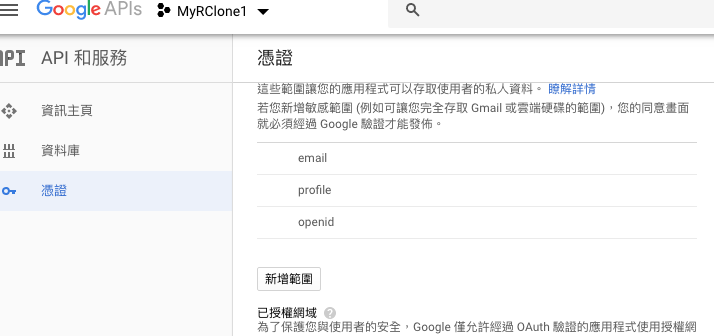 Google APIs MyRClone1
API API 和服務 憑證
這些範圍讓您的應用程式可以存取使用者的私人資料。 瞭解詳情
若您新增敏感範圍 (例如可讓您完全存取 Gmail 或雲端硬碟的範圍)，您的同意畫面
就必須經過 Google 驗證才能發佈。
資訊主頁
資料庫
憑證
email
profile
openid
新增範圍
已授權網域 ?
為了保護您與使用者的安全，Google 僅允許經過 OAuth 驗證的應用程式使用授權網